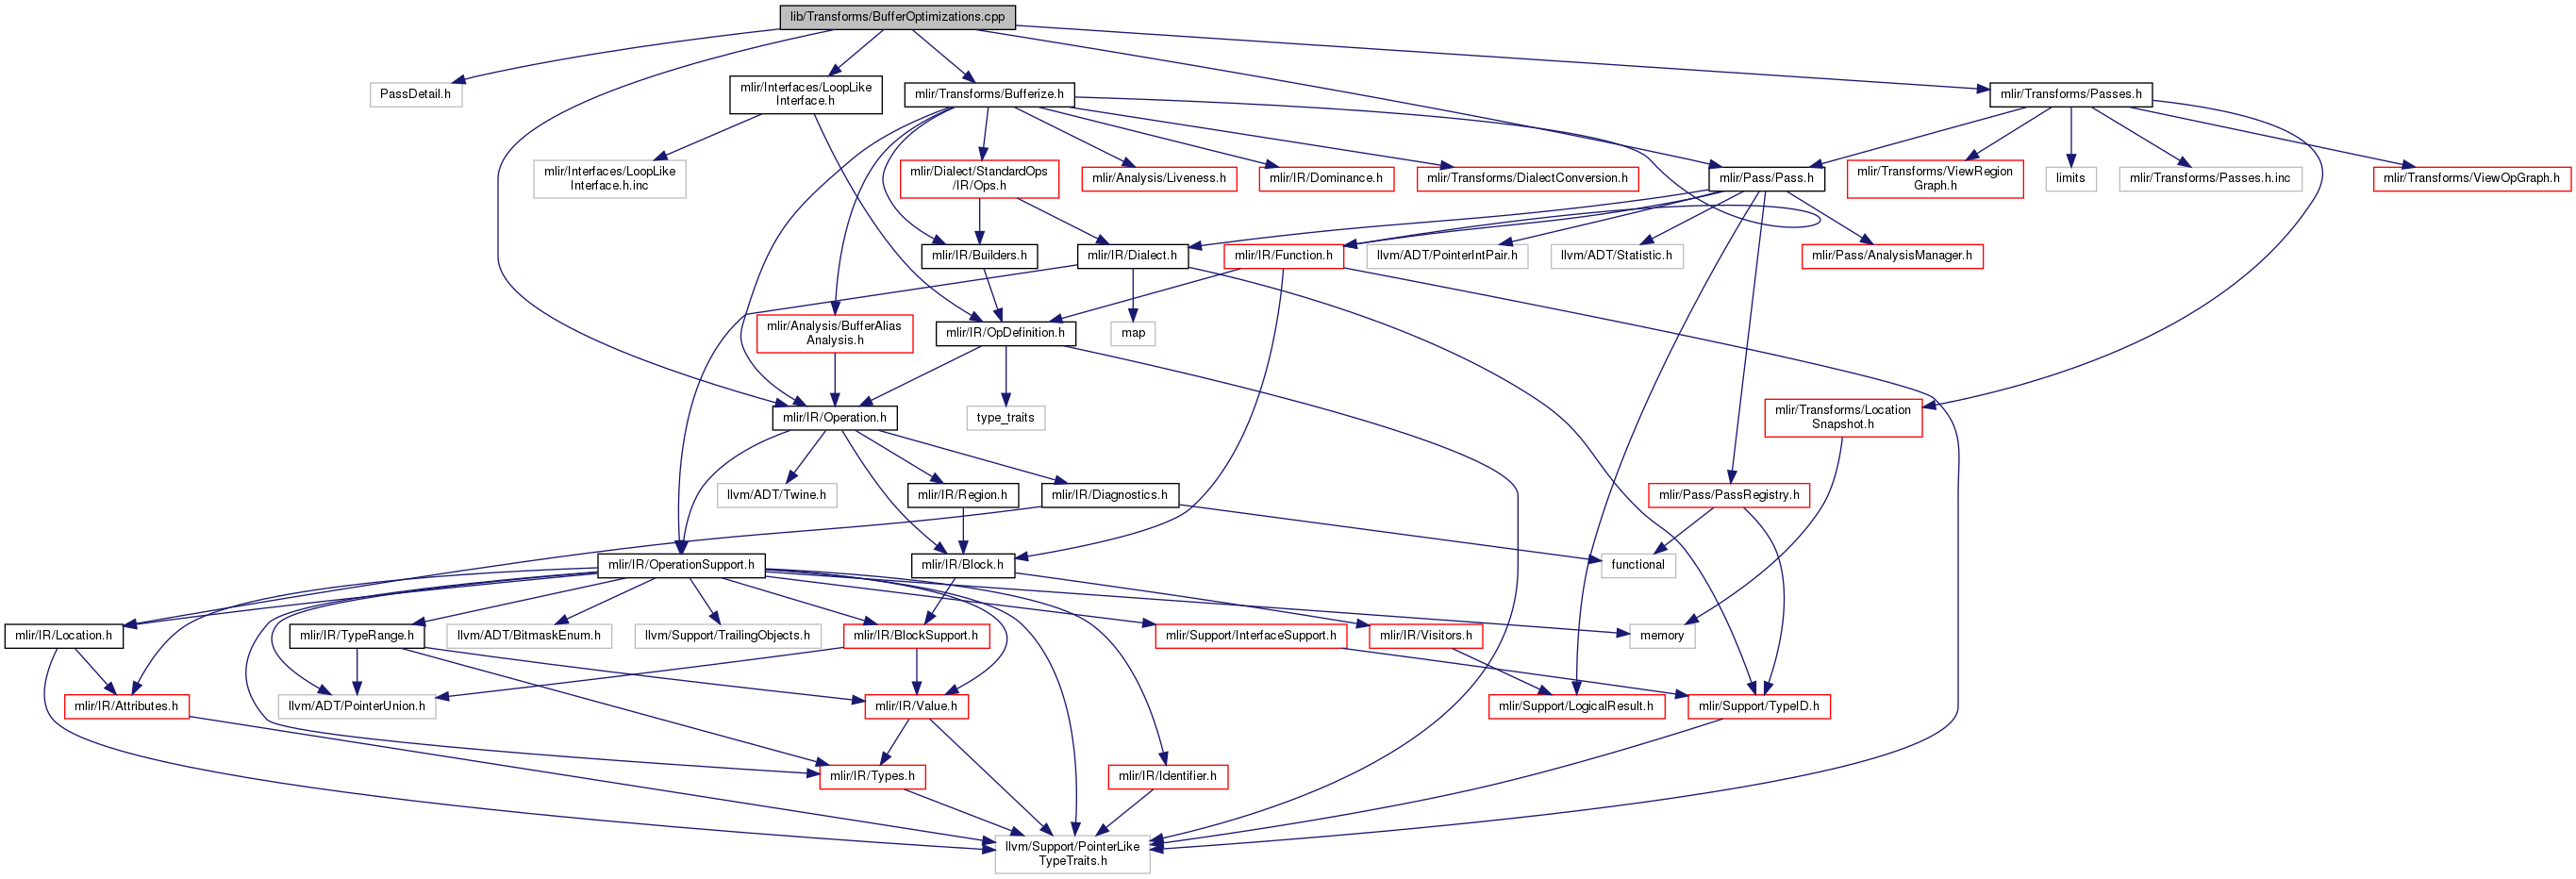 lib/Transforms/BufferOptimizations.cpp
PassDetail.h
mlir/Interfaces/LoopLike
Interface.h
mlir/Transforms/Bufferize.h
mlir/Transforms/Passes.h
mlir/Interfaces/LoopLike
Interface.h.inc
mlir/Dialect/StandardOps
/IR/Ops.h
mlir/Analysis/Liveness.h
mlir/IR/Dominance.h
mlir/Transforms/DialectConversion.h
mlir/Pass/Pass.h
mlir/Transforms/ViewRegion
Graph.h
limits
mlir/Transforms/Passes.h.inc
mlir/Transforms/ViewOpGraph.h
mlir/IR/Builders.h
mlir/IR/Dialect.h
mlir/IR/Function.h
llvm/ADT/PointerIntPair.h
llvm/ADT/Statistic.h
mlir/Pass/AnalysisManager.h
mlir/Analysis/BufferAlias
Analysis.h
mlir/IR/OpDefinition.h
map
mlir/IR/Operation.h
type_traits
mlir/Transforms/Location
Snapshot.h
llvm/ADT/Twine.h
mlir/IR/Region.h
mlir/IR/Diagnostics.h
mlir/Pass/PassRegistry.h
mlir/IR/OperationSupport.h
mlir/IR/Block.h
functional
mlir/IR/Location.h
mlir/IR/TypeRange.h
llvm/ADT/BitmaskEnum.h
llvm/Support/TrailingObjects.h
mlir/IR/BlockSupport.h
mlir/Support/InterfaceSupport.h
mlir/IR/Visitors.h
memory
mlir/IR/Attributes.h
llvm/ADT/PointerUnion.h
mlir/IR/Value.h
mlir/Support/LogicalResult.h
mlir/Support/TypeID.h
mlir/IR/Types.h
mlir/IR/Identifier.h
llvm/Support/PointerLike
TypeTraits.h